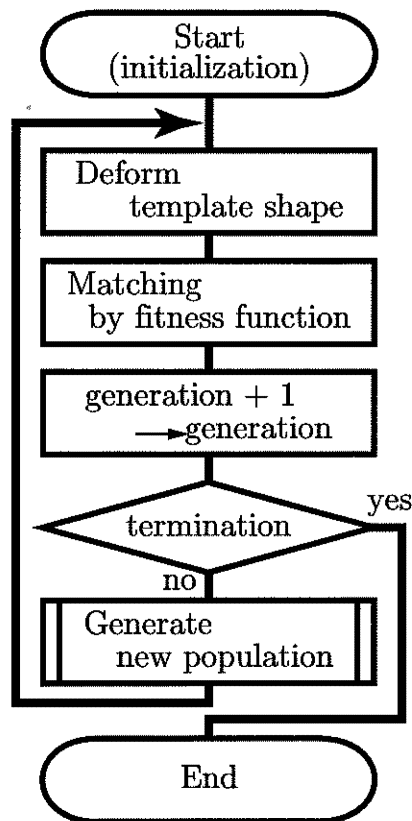 Start
(initialization)
Deform
template shape
Matching
by fitness function
generation + 1
→generation
termination
yes
no
Generate
new population
End